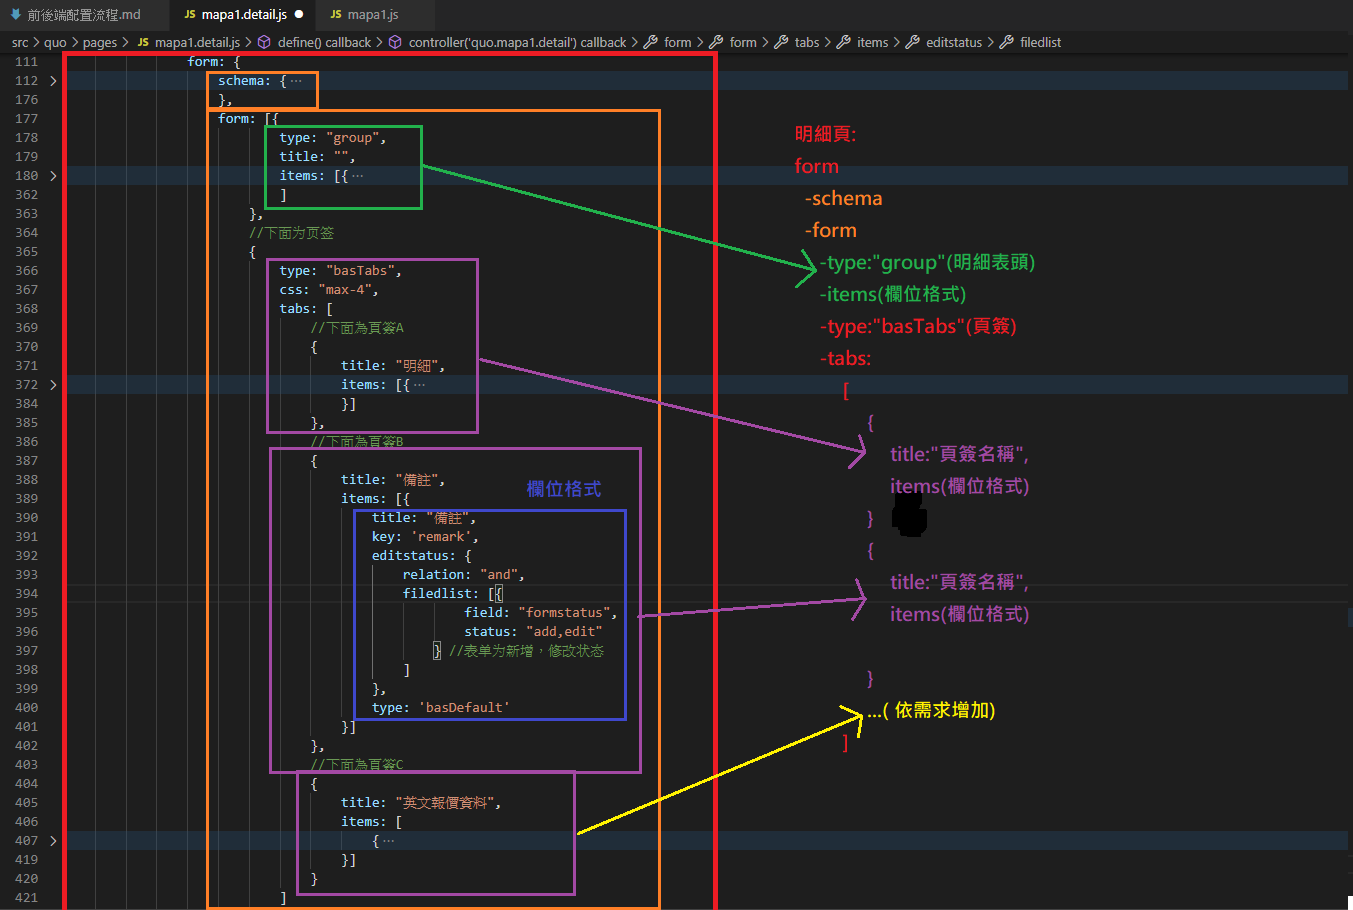 前後端配置流程.md
JS mapa1.detail.js ●
JS mapa1.js
src > quo > pages > JS mapa1.detail.js > define() callback > controller('quo.mapa1.detail') callback > form > form > tabs > items > editstatus > filedlist
111 form: {
112 > schema: {…
176 },
177 form: [{
178 type: "group",
179 title: "",
180 > items: [{…
362 ]
363 },
364 //下面为页签
365 {
366 type: "basTabs",
367 css: "max-4",
368 tabs: [
369 //下面為頁簽A
370 {
371 title: "明細",
372 > items: [{…
384 }]
385 },
386 //下面為頁簽B
387 {
388 title: "備註",
389 items: [{
390 title: "備註",
391 key: 'remark',
392 editstatus: {
393 relation: "and",
394 filedlist: [{
395 field: "formstatus",
396 status: "add,edit"
397 } //表单为新增，修改状态
398 ]
399 },
400 type: 'basDefault'
401 }]
402 },
403 //下面為頁簽C
404 {
405 title: "英文報價資料",
406 items: [
407 > {…
419 }]
420 }
421 ]
欄位格式
明細頁:
form
-schema
-form
-type:"group"(明細表頭)
-items(欄位格式)
-type:"basTabs"(頁簽)
-tabs:
[
{
title:"頁簽名稱",
items(欄位格式)
}
{
title:"頁簽名稱",
items(欄位格式)
}
...( 依需求增加)
]